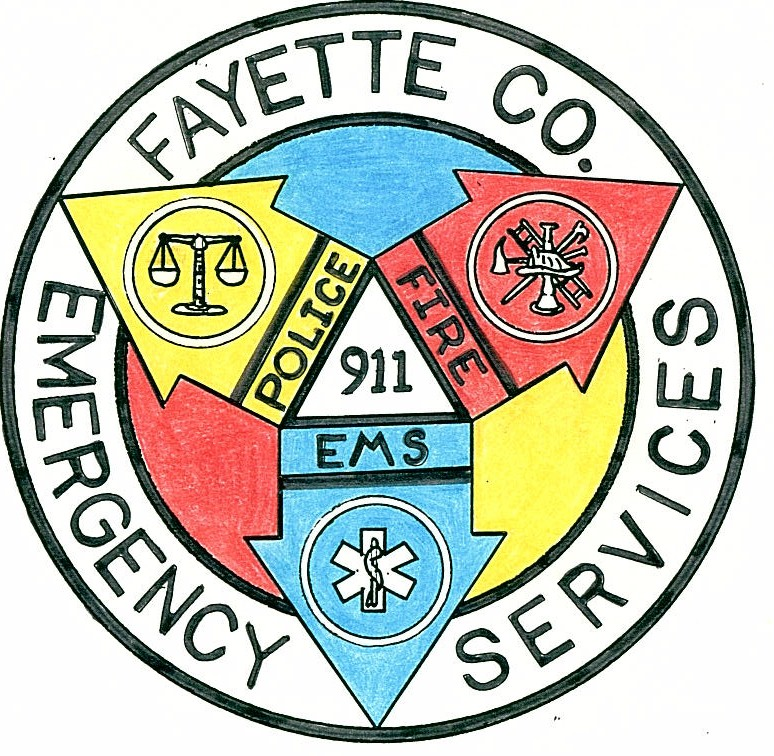 FAYETTE CO.
EMERGENCY SERVICES
POLICE
FIRE
911
EMS